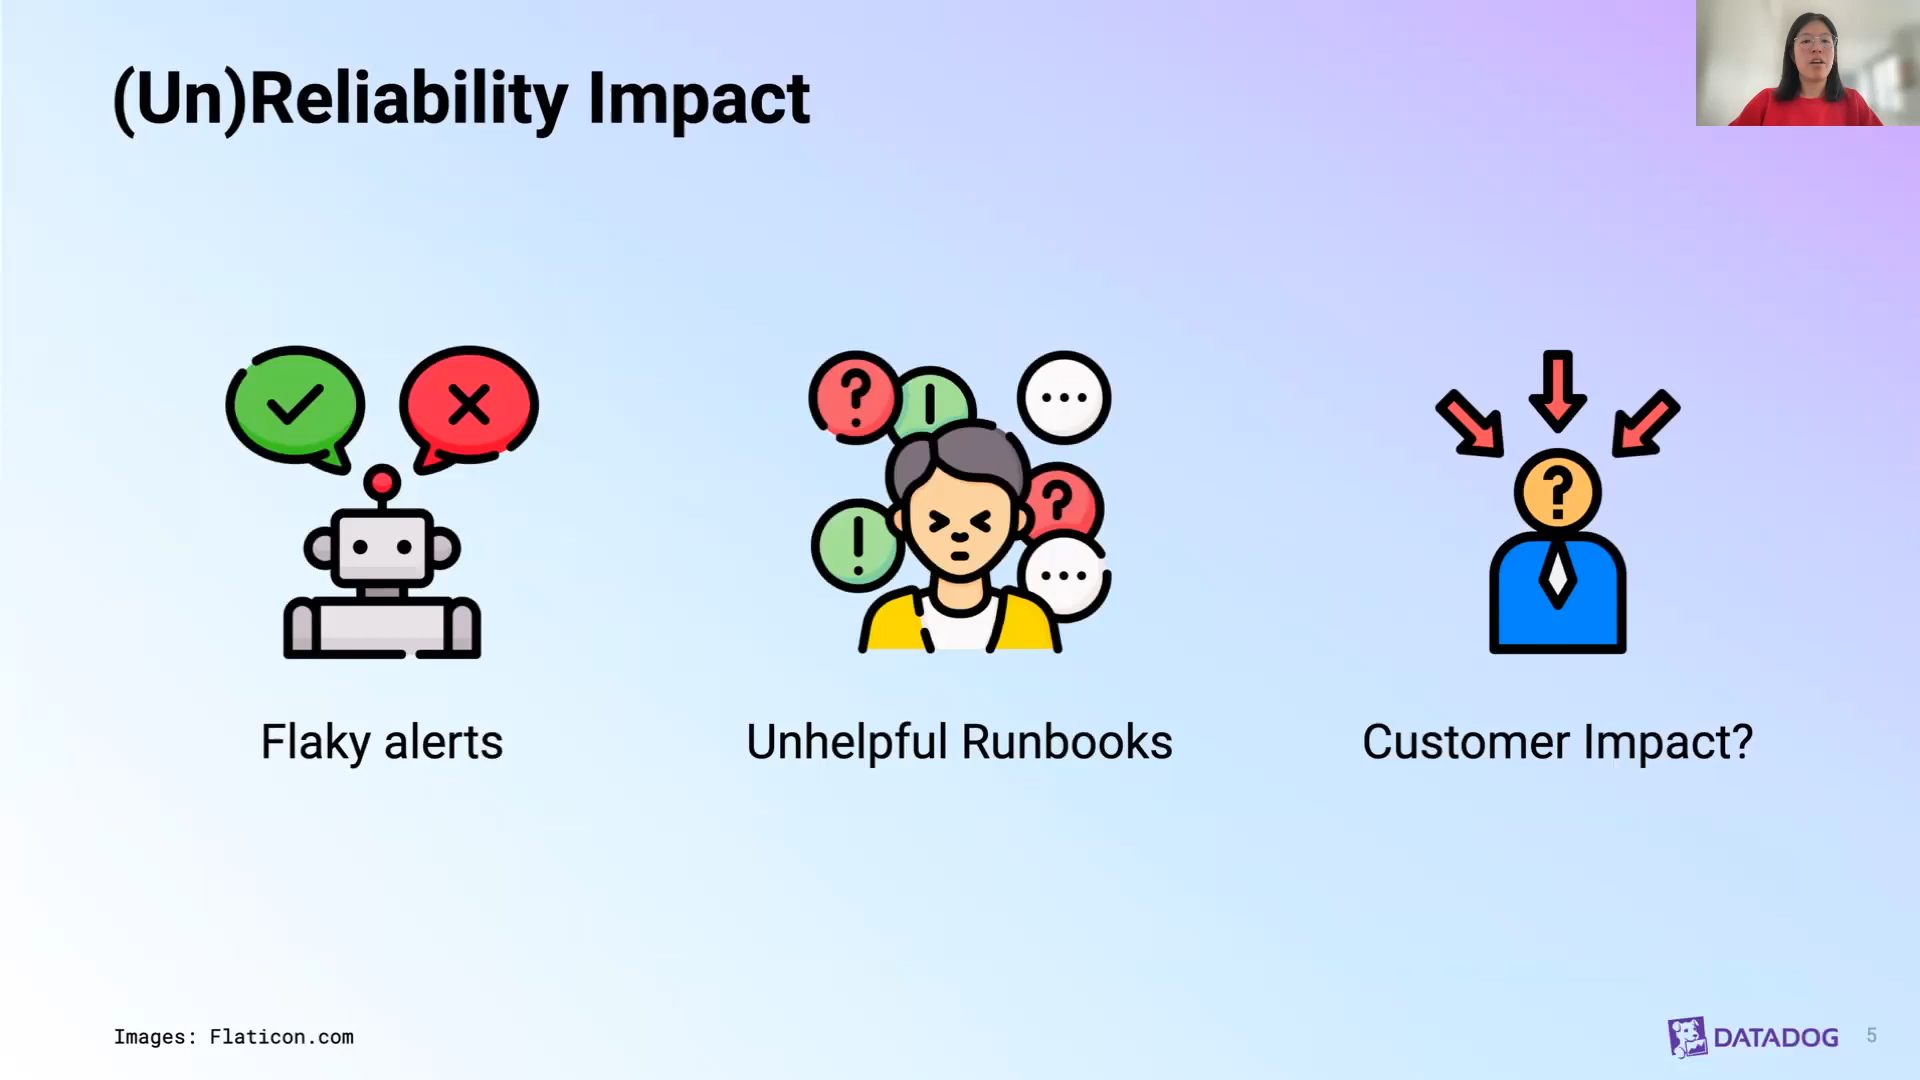 (Un)Reliability Impact
Flaky alerts
Unhelpful Runbooks
Customer Impact?
Images: Flaticon.com
DATADOG
5